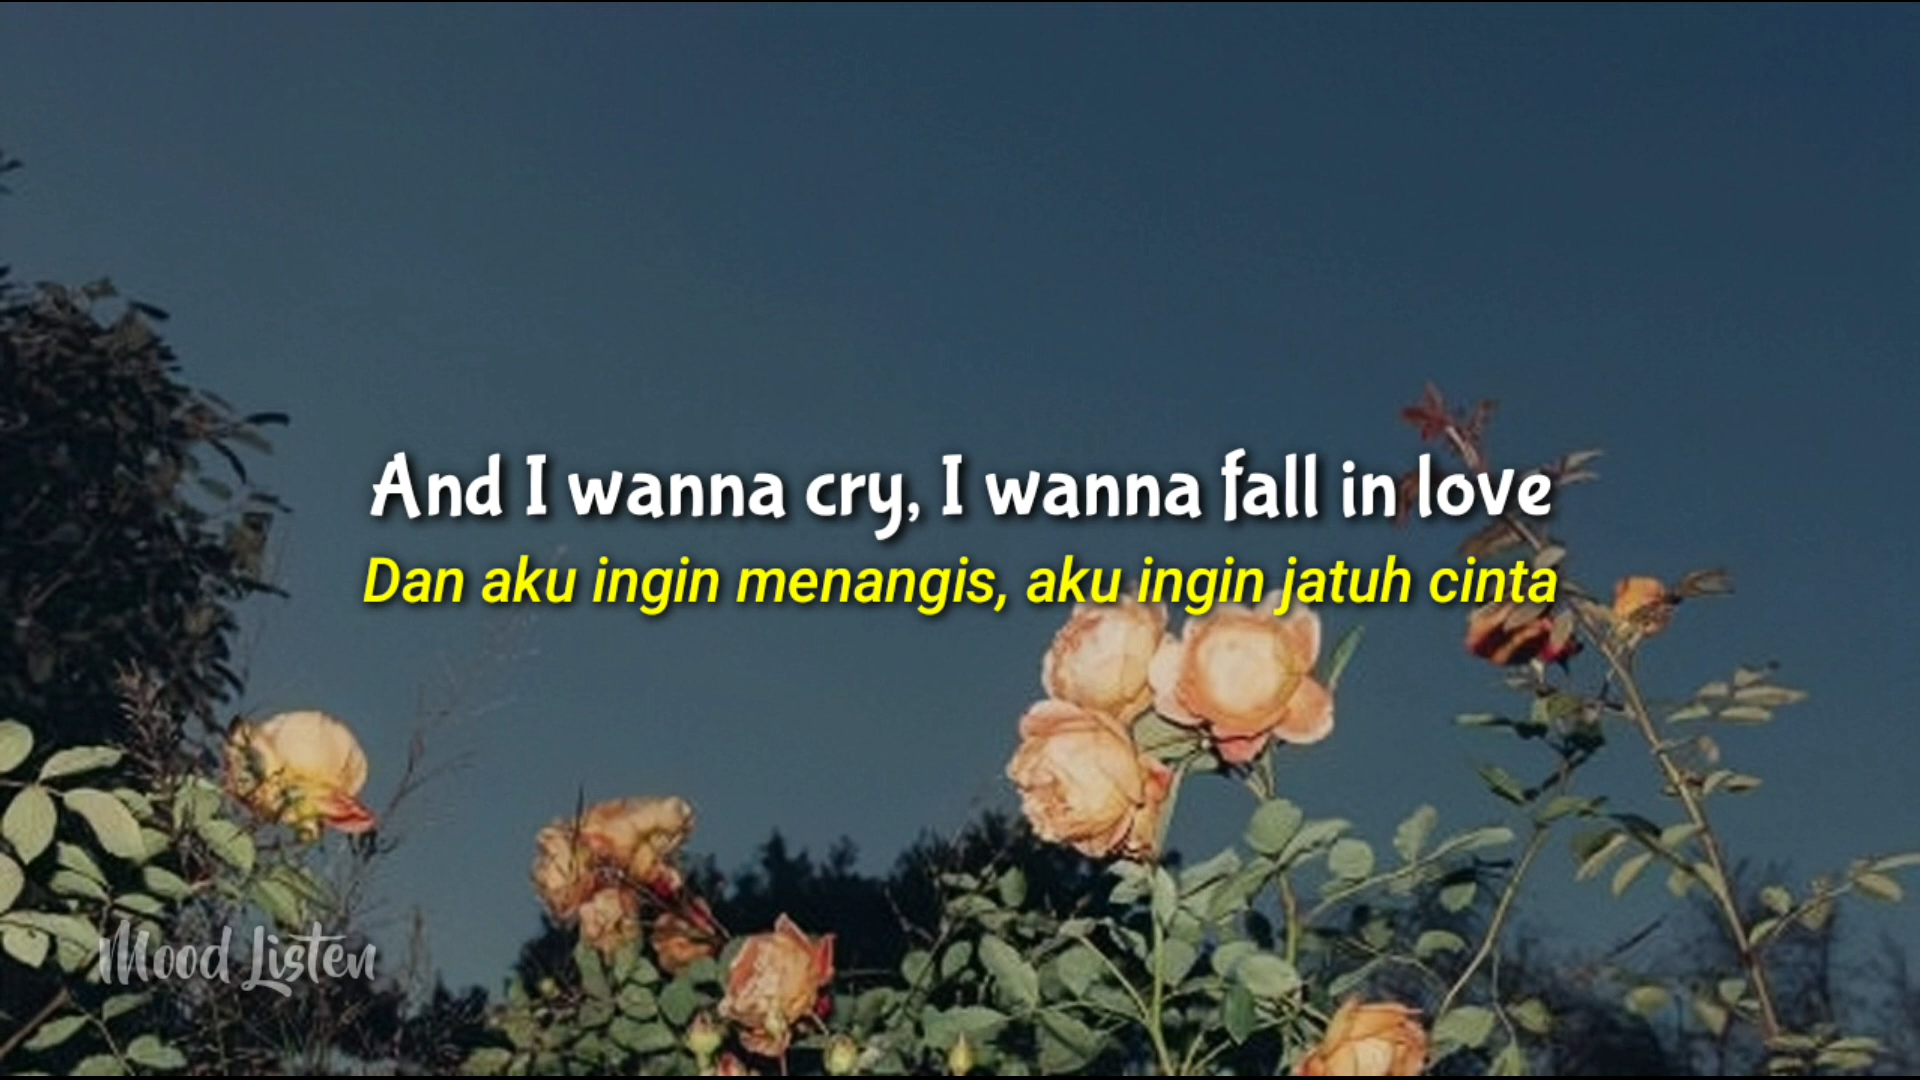 And I wanna cry, I wanna fall in love
Dan aku ingin menangis, aku ingin jatuh cinta
Mood Listen